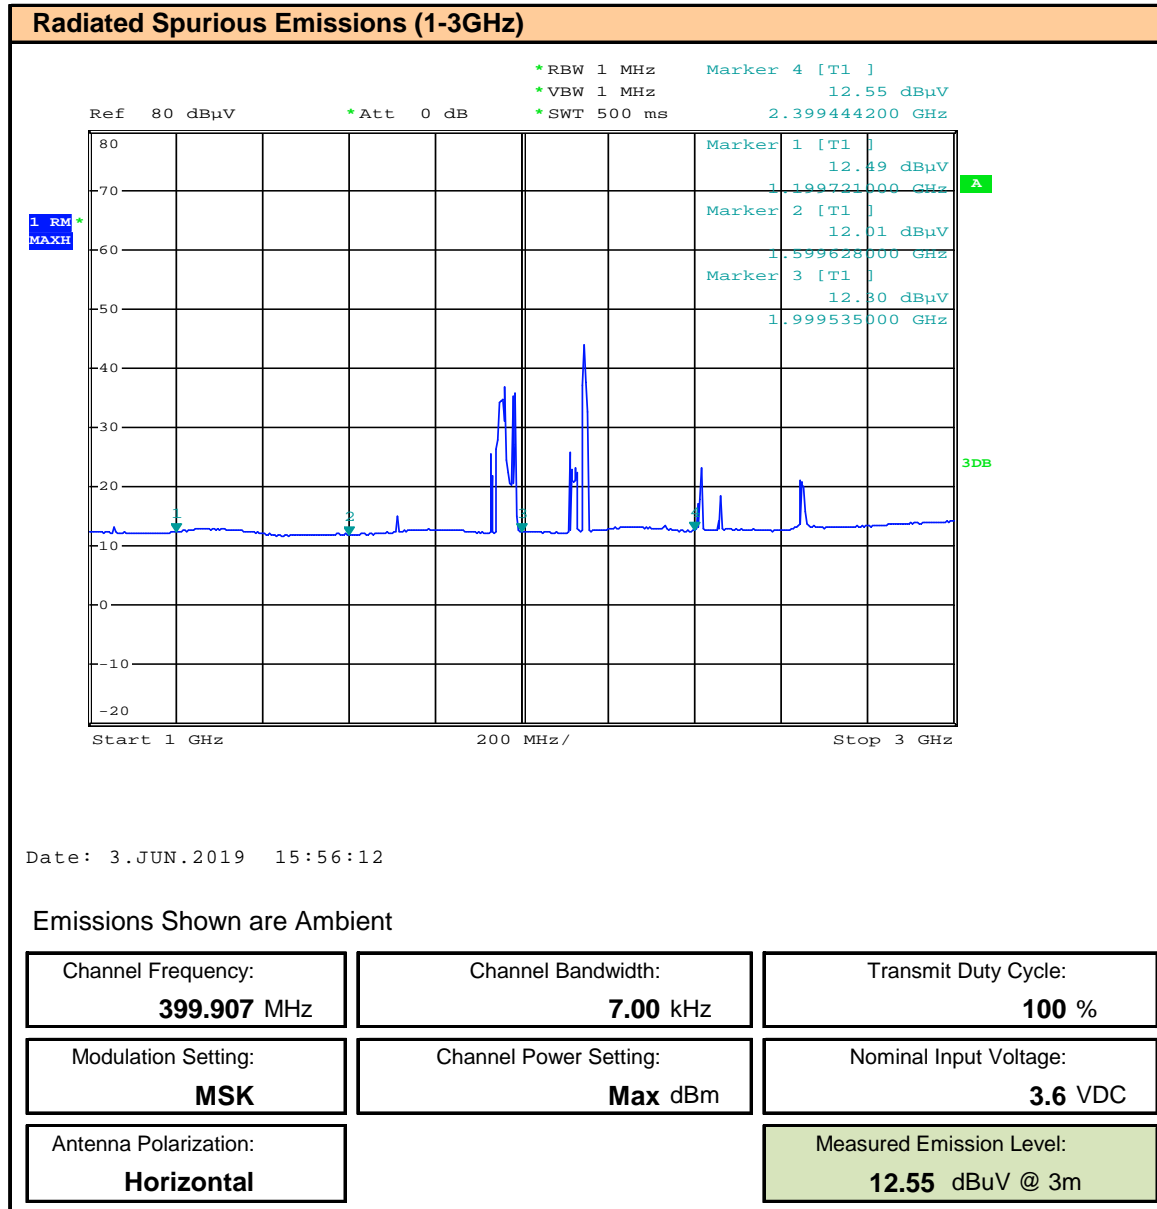 Radiated Spurious Emissions (1-3GHz)
*RBW 1 MHz Marker 4 [T1 ]
*VBW 1 MHz 12.55 dBµV
Ref 80 dBµV *Att 0 dB *SWT 500 ms 2.399444200 GHz
80 Marker 1 [T1 ]
12.49 dBµV
70 1.199721000 GHz A
1 RM * Marker 2 [T1 ]
MAXH 12.01 dBµV
60 1.599628000 GHz
Marker 3 [T1 ]
12.30 dBµV
50 1.999535000 GHz
40
30
3DB
20
1 2 3 4
10
0
-10
-20
Start 1 GHz 200 MHz/ Stop 3 GHz
Date: 3.JUN.2019 15:56:12
Emissions Shown are Ambient
Channel Frequency: Channel Bandwidth: Transmit Duty Cycle:
399.907 MHz 7.00 kHz 100 %
Modulation Setting: Channel Power Setting: Nominal Input Voltage:
MSK Max dBm 3.6 VDC
Antenna Polarization: Measured Emission Level:
Horizontal 12.55 dBuV @ 3m